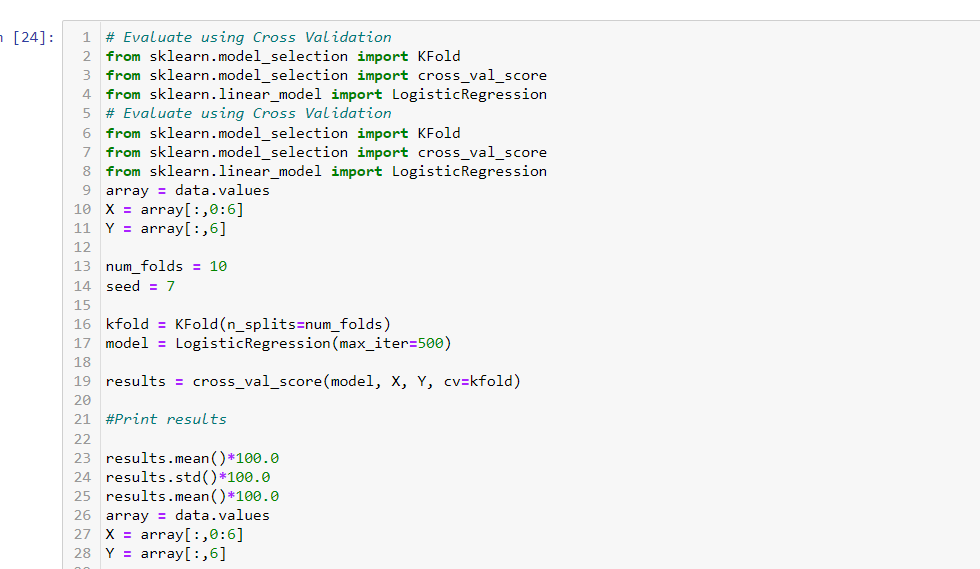 [24]:
1 # Evaluate using Cross Validation
2 from sklearn.model_selection import KFold
3 from sklearn.model_selection import cross_val_score
4 from sklearn.linear_model import LogisticRegression
5 # Evaluate using Cross Validation
6 from sklearn.model_selection import KFold
7 from sklearn.model_selection import cross_val_score
8 from sklearn.linear_model import LogisticRegression
9 array = data.values
10 X = array[:,0:6]
11 Y = array[:,6]
12
13 num_folds = 10
14 seed = 7
15
16 kfold = KFold(n_splits=num_folds)
17 model = LogisticRegression(max_iter=500)
18
19 results = cross_val_score(model, X, Y, cv=kfold)
20
21 #Print results
22
23 results.mean()*100.0
24 results.std()*100.0
25 results.mean()*100.0
26 array = data.values
27 X = array[:,0:6]
28 Y = array[:,6]